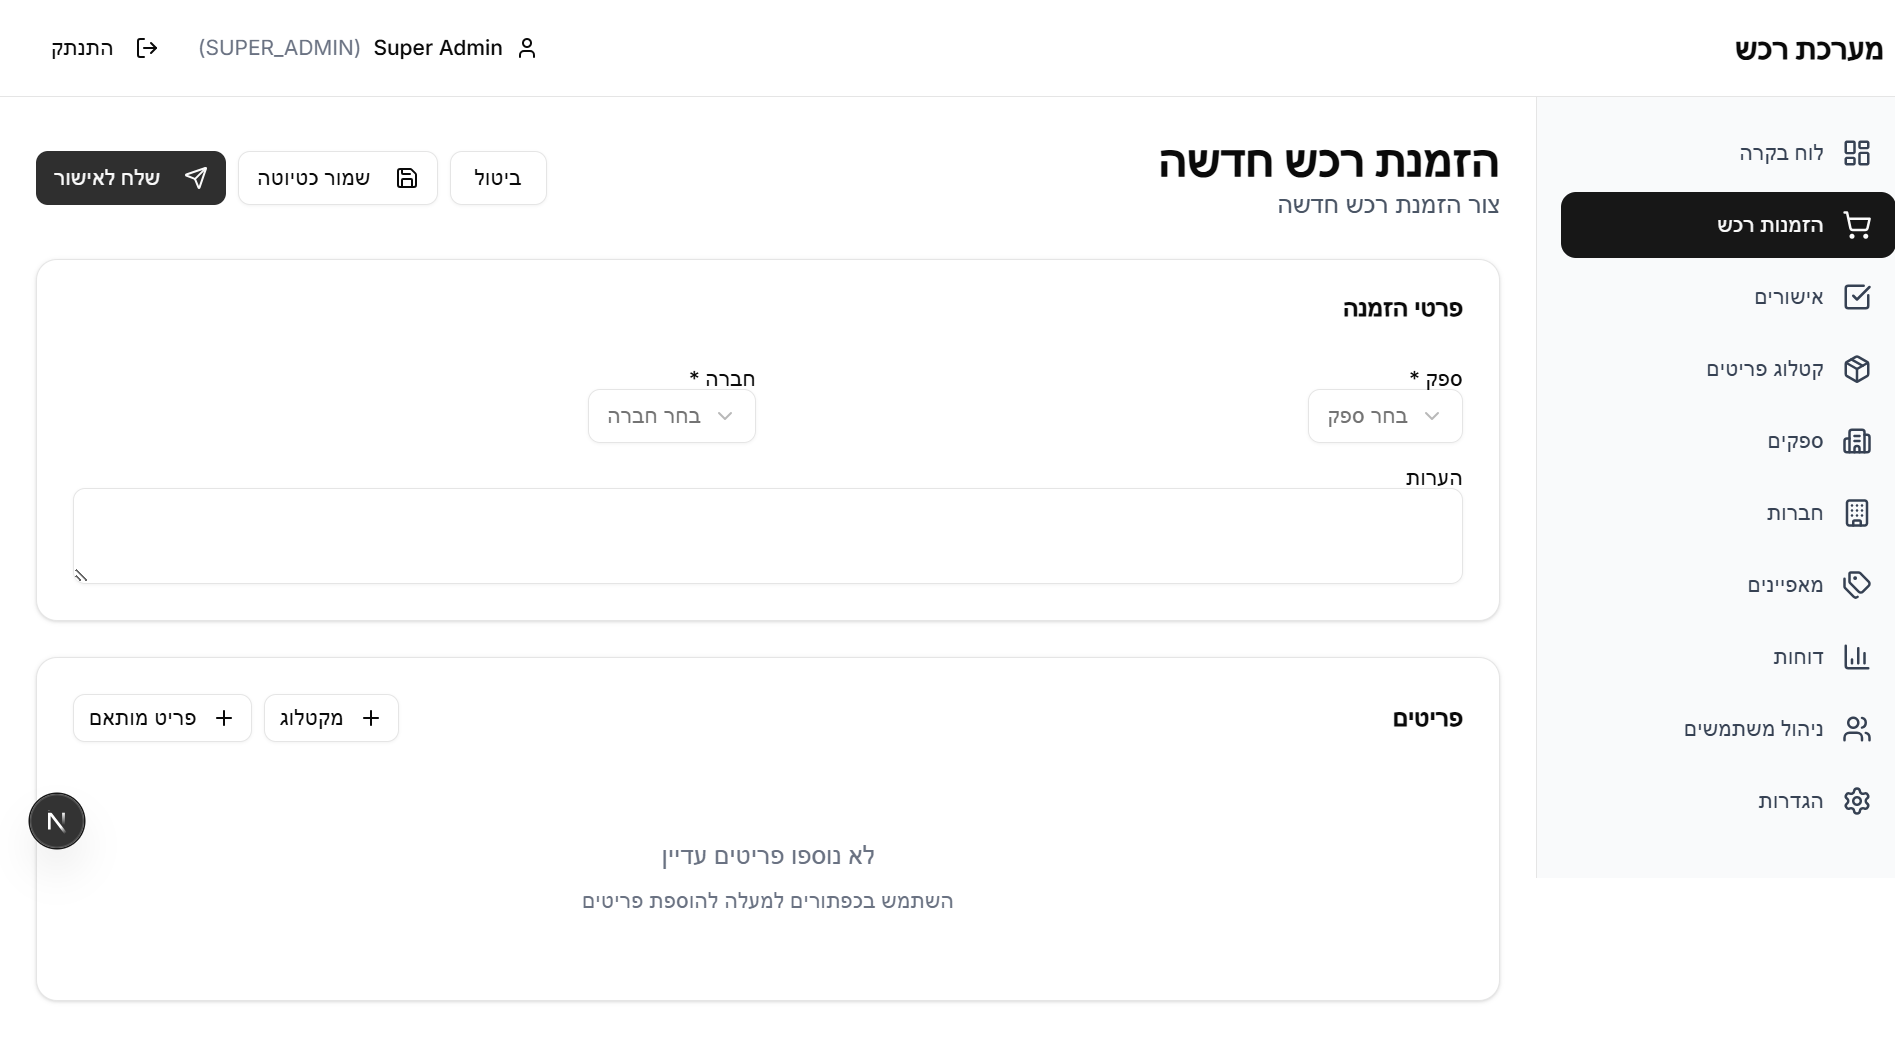 מערכת רכש
Super Admin (SUPER_ADMIN)
התנתק
לוח בקרה
הזמנות רכש
אישורים
קטלוג פריטים
ספקים
חברות
מאפיינים
דוחות
ניהול משתמשים
הגדרות
הזמנת רכש חדשה
צור הזמנת רכש חדשה
ביטול
שמור כטיוטה
שלח לאישור
פרטי הזמנה
ספק *
בחר ספק
חברה *
בחר חברה
הערות
פריטים
מקטלוג
פריט מותאם
לא נוספו פריטים עדיין
השתמש בכפתורים למעלה להוספת פריטים
N